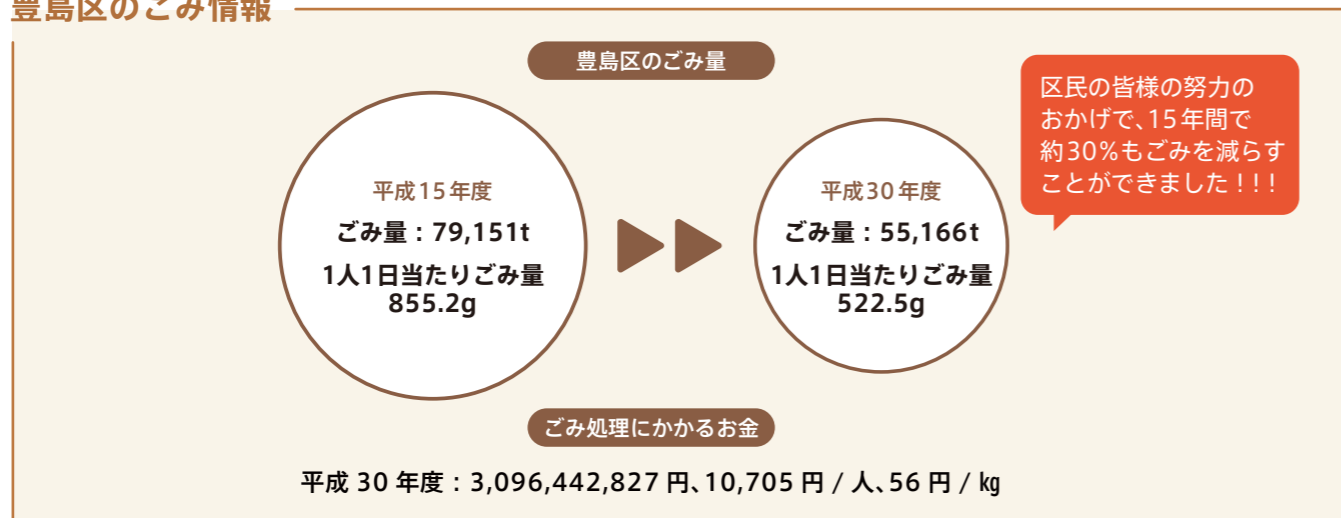 豊島区のごみ情報
豊島区のごみ量
区民の皆様の努力の
おかげで、15年間で
約30%もごみを減らす
ことができました！！！
平成15年度
ごみ量：79,151t
1人1日当たりごみ量
855.2g
平成30年度
ごみ量：55,166t
1人1日当たりごみ量
522.5g
ごみ処理にかかるお金
平成 30 年度：3,096,442,827 円、10,705 円 / 人、56 円 / ㎏